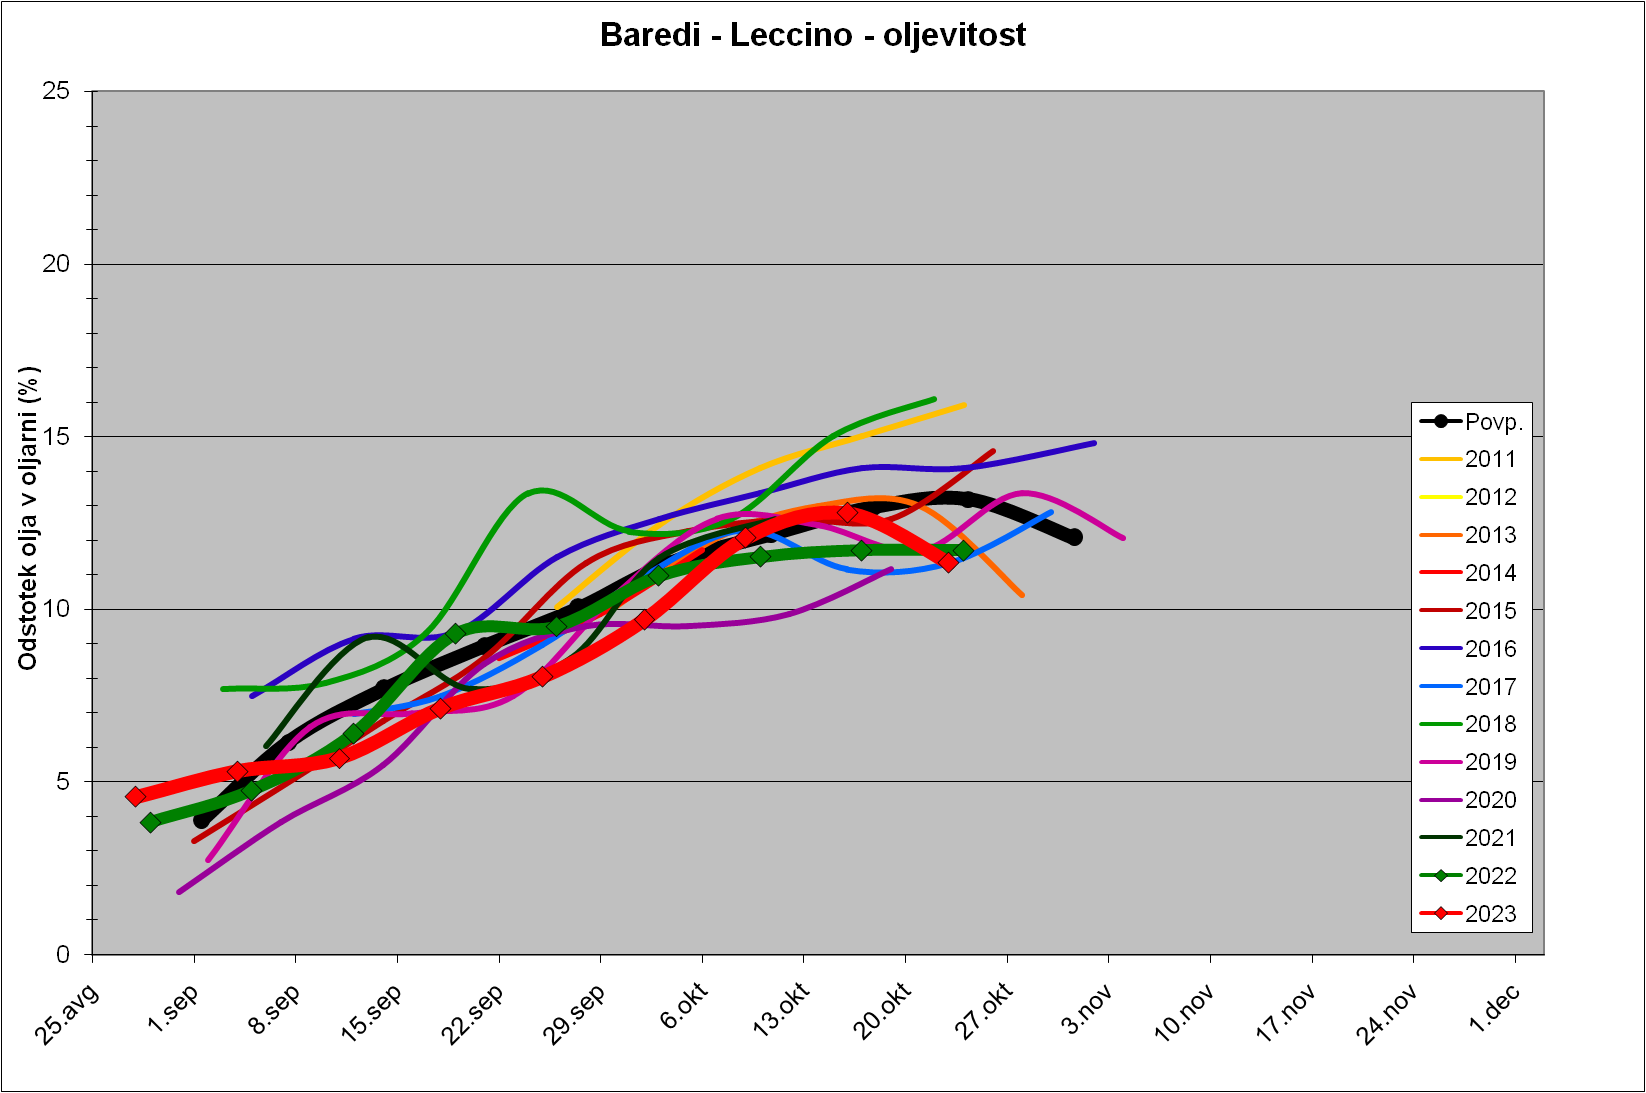 Baredi - Leccino - oljevitost
Odstotek olja v oljarni (%)
25
20
15
10
5
0
25.avg
1.sep
8.sep
15.sep
22.sep
29.sep
6.okt
13.okt
20.okt
27.okt
3.nov
10.nov
17.nov
24.nov
1.dec
Povp.
2011
2012
2013
2014
2015
2016
2017
2018
2019
2020
2021
2022
2023